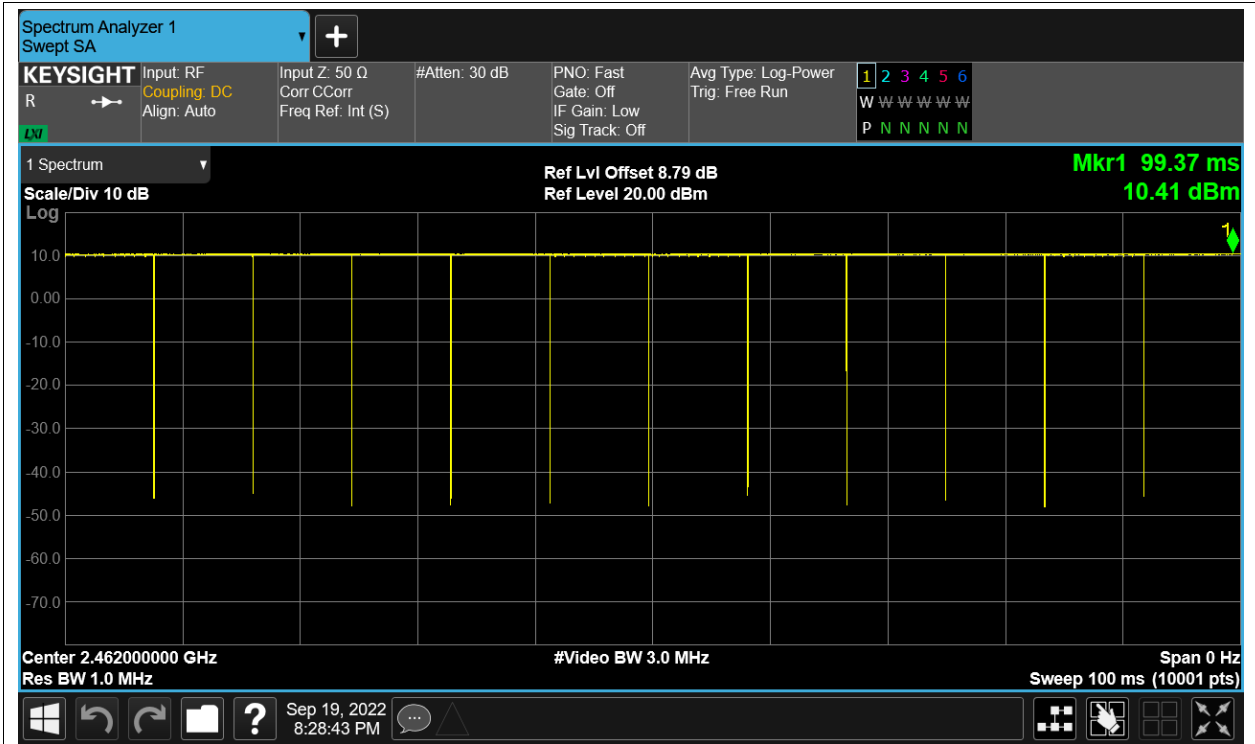 Spectrum Analyzer 1
Swept SA
KEYSIGHT
R
LXI
Input: RF
Coupling: DC
Align: Auto
Input Z: 50 Ω
Corr CCorr
Freq Ref: Int (S)
#Atten: 30 dB
PNO: Fast
Gate: Off
IF Gain: Low
Sig Track: Off
Avg Type: Log-Power
Trig: Free Run
1 2 3 4 5 6
W W W W W W
P N N N N N
1 Spectrum
Scale/Div 10 dB
Log
Ref Lvl Offset 8.79 dB
Ref Level 20.00 dBm
Mkr1 99.37 ms
10.41 dBm
1
10.0
0.00
-10.0
-20.0
-30.0
-40.0
-50.0
-60.0
-70.0
Center 2.462000000 GHz
Res BW 1.0 MHz
#Video BW 3.0 MHz
Span 0 Hz
Sweep 100 ms (10001 pts)
?
Sep 19, 2022
8:28:43 PM